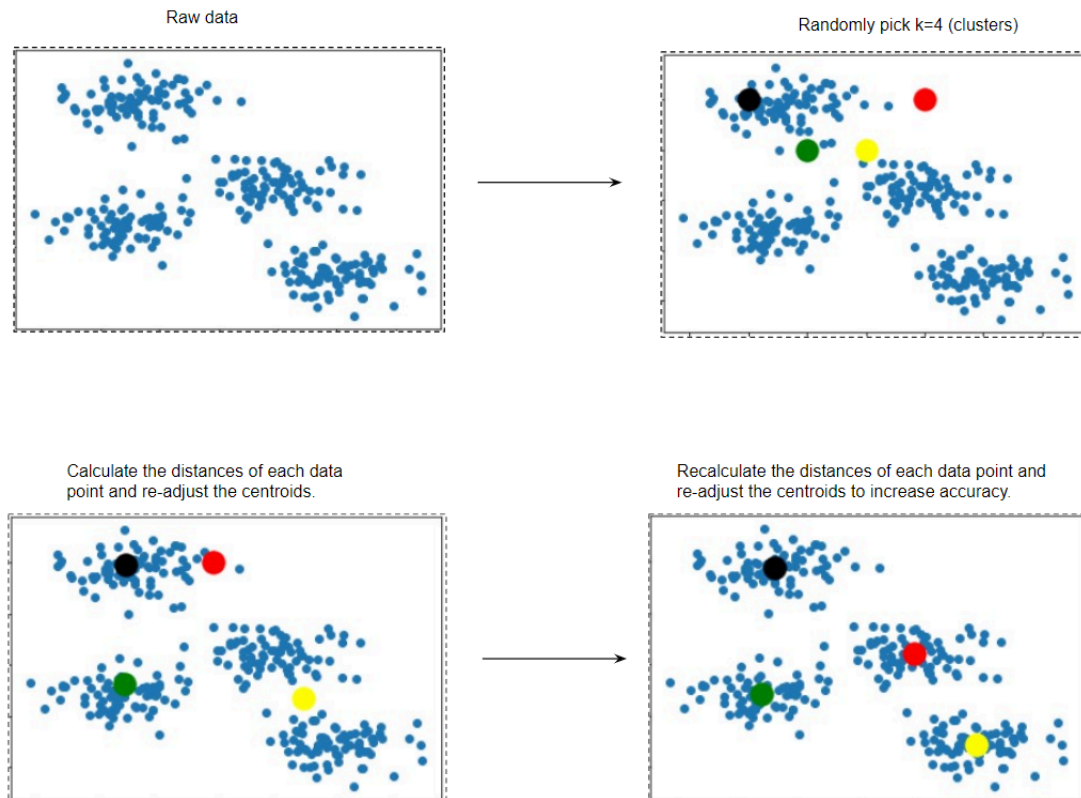 Raw data
Randomly pick k=4 (clusters)
Calculate the distances of each data
point and re-adjust the centroids.
Recalculate the distances of each data point and
re-adjust the centroids to increase accuracy.